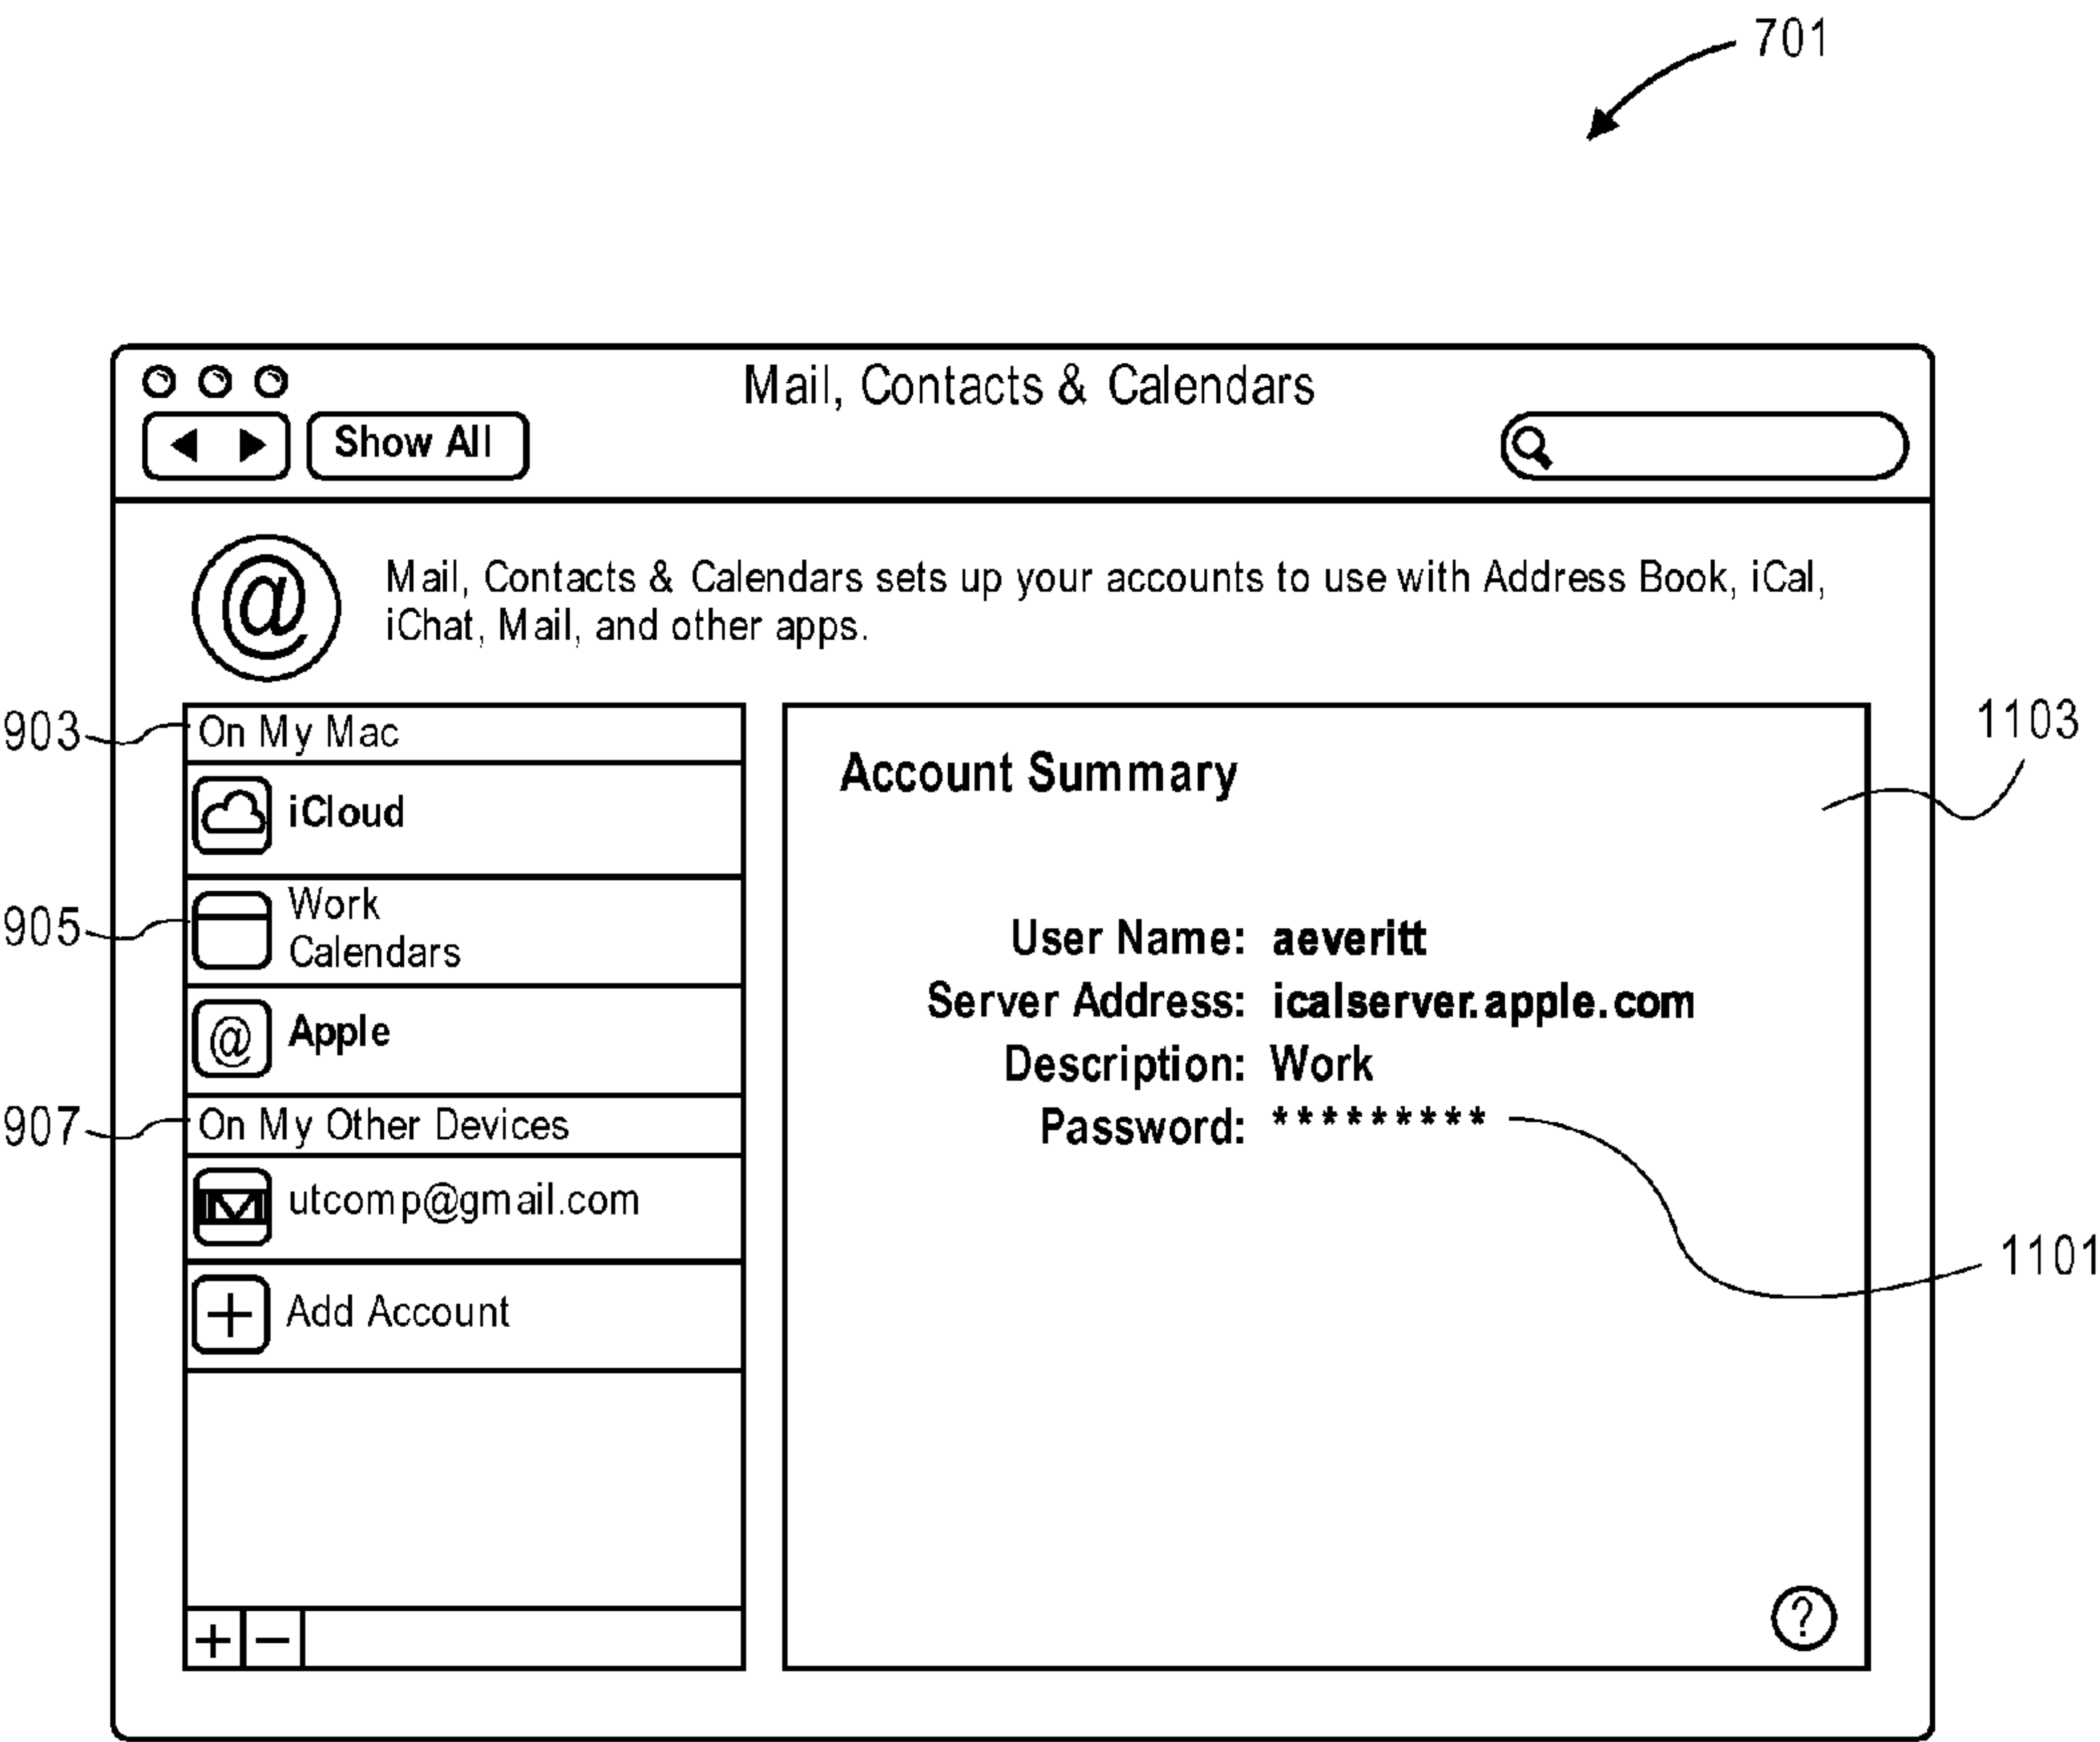 701
Mail, Contacts & Calendars
Show All
@
Mail, Contacts & Calendars sets up your accounts to use with Address Book, iCal,
iChat, Mail, and other apps.
903
On My Mac
iCloud
905
Work
Calendars
@ Apple
907
On My Other Devices
utcomp@gmail.com
+ Add Account
+ −
1103
Account Summary
User Name: aeveritt
Server Address: icalserver.apple.com
Description: Work
Password: *********
1101
?